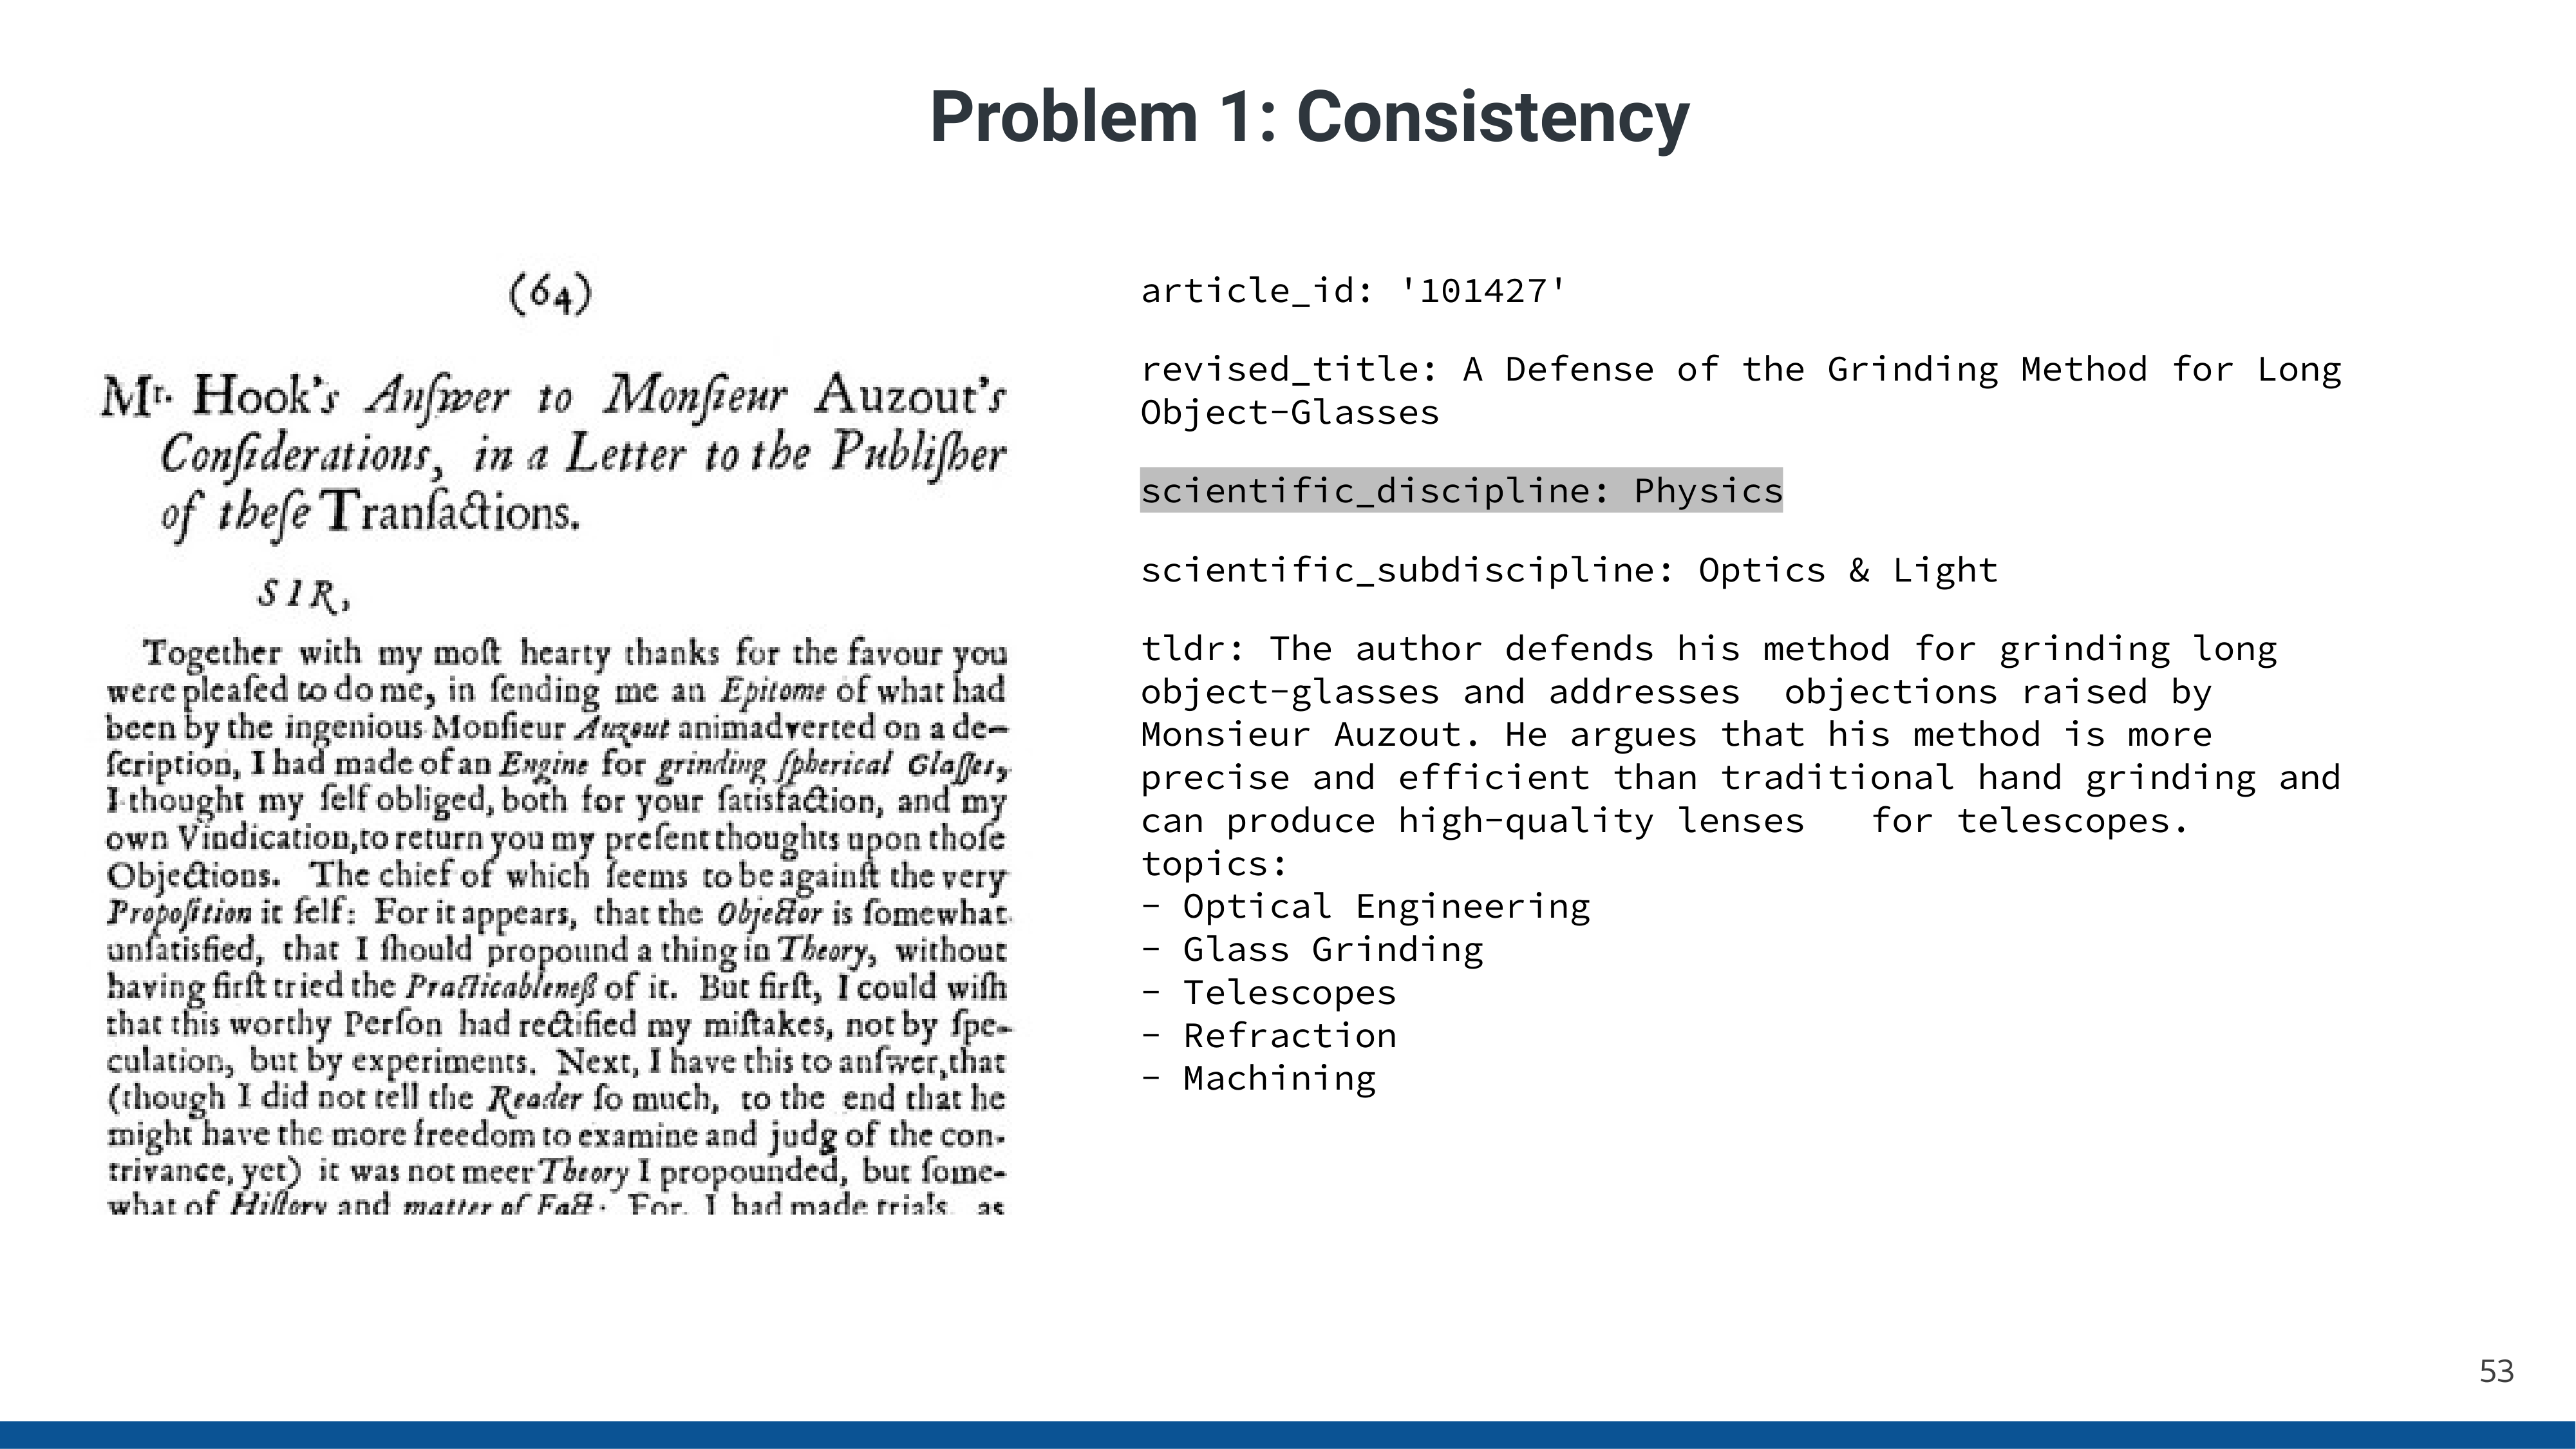 Problem 1: Consistency
(64)
Mr. Hook's Anſwer to Monſieur Auzout's
Conſiderations, in a Letter to the Publiſher
of theſe Tranſactions.
SIR,
Together with my moſt hearty thanks for the favour you
were pleaſed to do me, in ſending me an Epitome of what had
been by the ingenious Monſieur Auzout animadverted on a de-
ſcription, I had made of an Engine for grinding ſpherical Glaſſes,
I thought my ſelf obliged, both for your ſatisfaction, and my
own Vindication, to return you my preſent thoughts upon thoſe
Objections. The chief of which ſeems to be againſt the very
Propoſition it ſelf: For it appears, that the Objector is ſomewhat
unſatisfied, that I ſhould propound a thing in Theory, without
having firſt tried the Practicableneß of it. But firſt, I could wiſh
that this worthy Perſon had rectified my miſtakes, not by ſpe-
culation, but by experiments. Next, I have this to anſwer, that
(though I did not tell the Reader ſo much, to the end that he
might have the more freedom to examine and judg of the con-
trivance, yet) it was not meer Theory I propounded, but ſome-
what of Hiſtory and matter of Fact: For, I had made trials, as
article_id: '101427'
revised_title: A Defense of the Grinding Method for Long
Object-Glasses
scientific_discipline: Physics
scientific_subdiscipline: Optics & Light
tldr: The author defends his method for grinding long
object-glasses and addresses  objections raised by
Monsieur Auzout. He argues that his method is more
precise and efficient than traditional hand grinding and
can produce high-quality lenses   for telescopes.
topics:
- Optical Engineering
- Glass Grinding
- Telescopes
- Refraction
- Machining
53